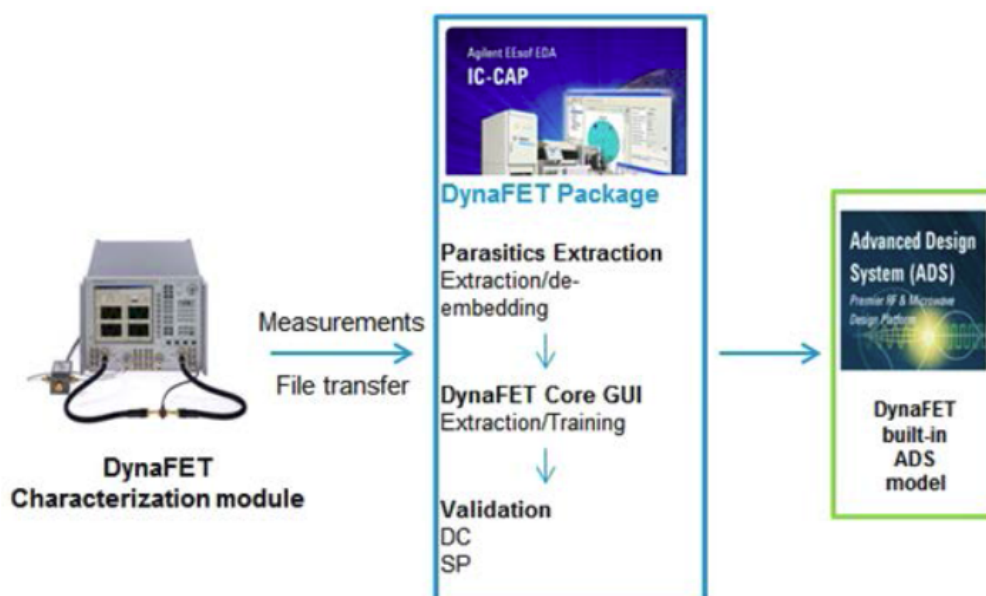 DynaFET
Characterization module
Measurements
File transfer
Agilent EEsof EDA
IC-CAP
DynaFET Package
Parasitics Extraction
Extraction/de-
embedding
DynaFET Core GUI
Extraction/Training
Validation
DC
SP
Advanced Design
System (ADS)
Premier RF & Microwave
Design Platform
DynaFET
built-in
ADS
model